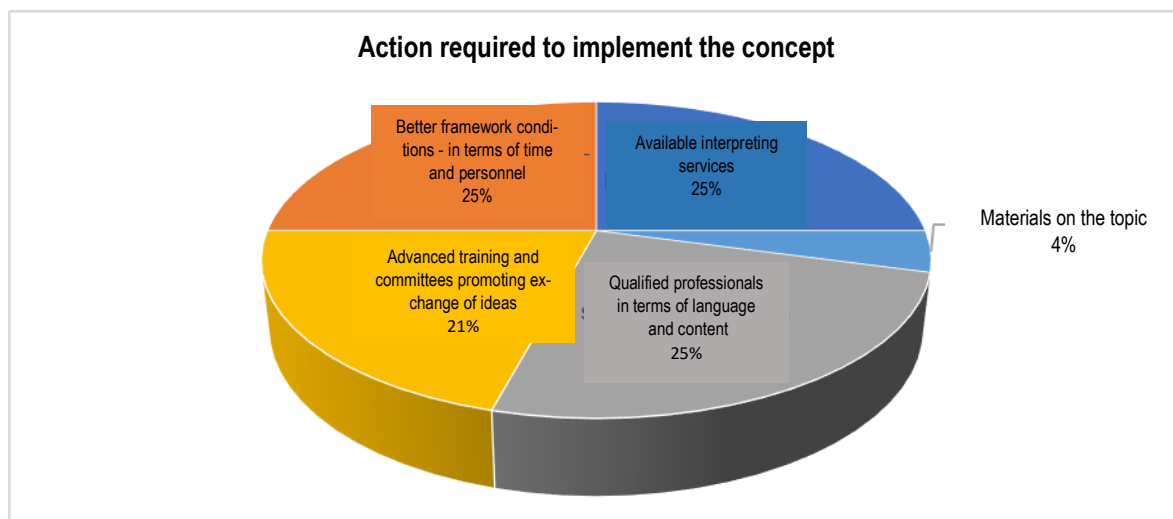 Action required to implement the concept
Better framework condi-
tions - in terms of time
and personnel
25%
Available interpreting
services
25%
Materials on the topic
4%
Advanced training and
committees promoting ex-
change of ideas
21%
Qualified professionals
in terms of language
and content
25%